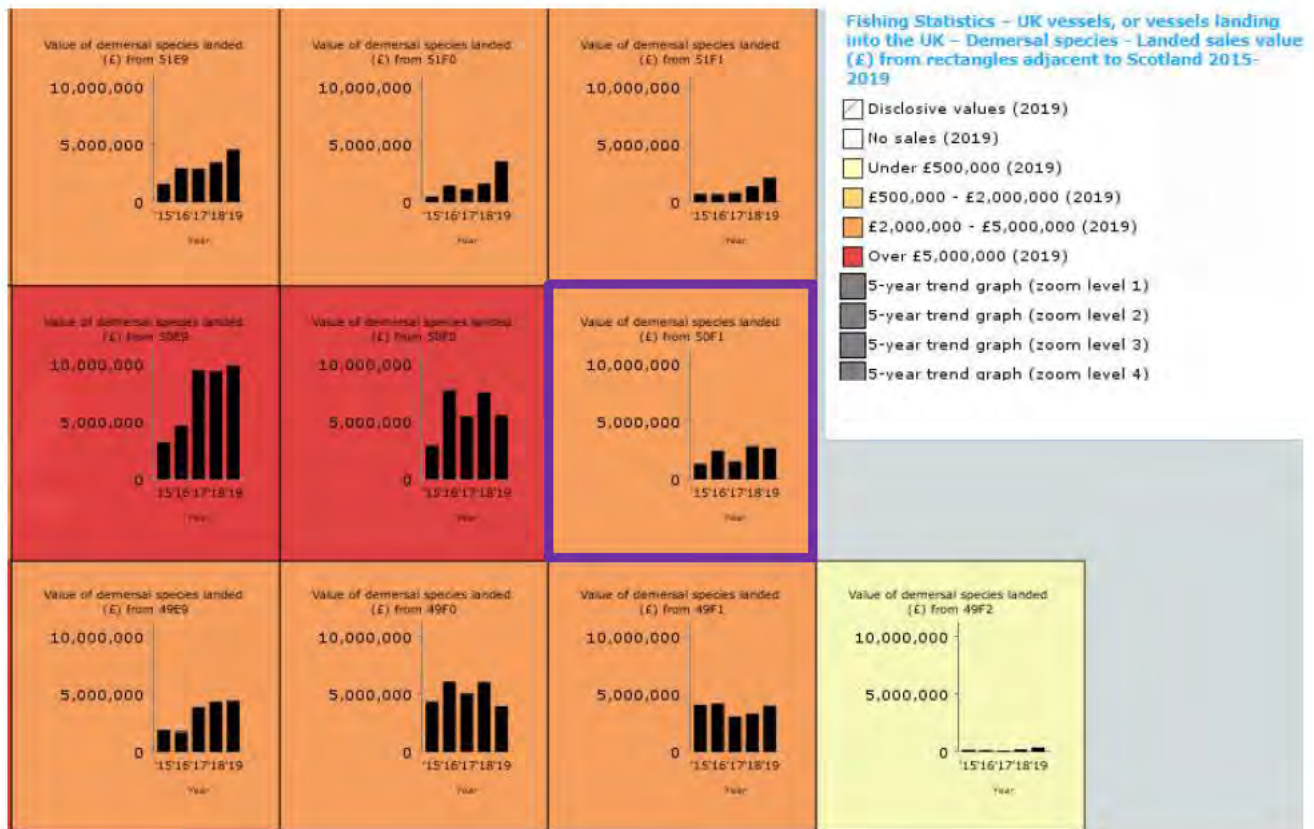 Value of demersal species landed
(£) from 51E9
10,000,000
5,000,000
0
'15'16'17'18'19
Year
Value of demersal species landed
(£) from 51F0
10,000,000
5,000,000
0
'15'16'17'18'19
Year
Value of demersal species landed
(£) from 51F1
10,000,000
5,000,000
0
'15'16'17'18'19
Year
Fishing Statistics – UK vessels, or vessels landing
into the UK – Demersal species - Landed sales value
(£) from rectangles adjacent to Scotland 2015-
2019
Disclosive values (2019)
No sales (2019)
Under £500,000 (2019)
£500,000 - £2,000,000 (2019)
£2,000,000 - £5,000,000 (2019)
Over £5,000,000 (2019)
5-year trend graph (zoom level 1)
5-year trend graph (zoom level 2)
5-year trend graph (zoom level 3)
5-year trend graph (zoom level 4)
Value of demersal species landed
(£) from 50E9
10,000,000
5,000,000
0
'15'16'17'18'19
Year
Value of demersal species landed
(£) from 50F0
10,000,000
5,000,000
0
'15'16'17'18'19
Year
Value of demersal species landed
(£) from 50F1
10,000,000
5,000,000
0
'15'16'17'18'19
Year
Value of demersal species landed
(£) from 49E9
10,000,000
5,000,000
0
'15'16'17'18'19
Year
Value of demersal species landed
(£) from 49F0
10,000,000
5,000,000
0
'15'16'17'18'19
Year
Value of demersal species landed
(£) from 49F1
10,000,000
5,000,000
0
'15'16'17'18'19
Year
Value of demersal species landed
(£) from 49F2
10,000,000
5,000,000
0
'15'16'17'18'19
Year